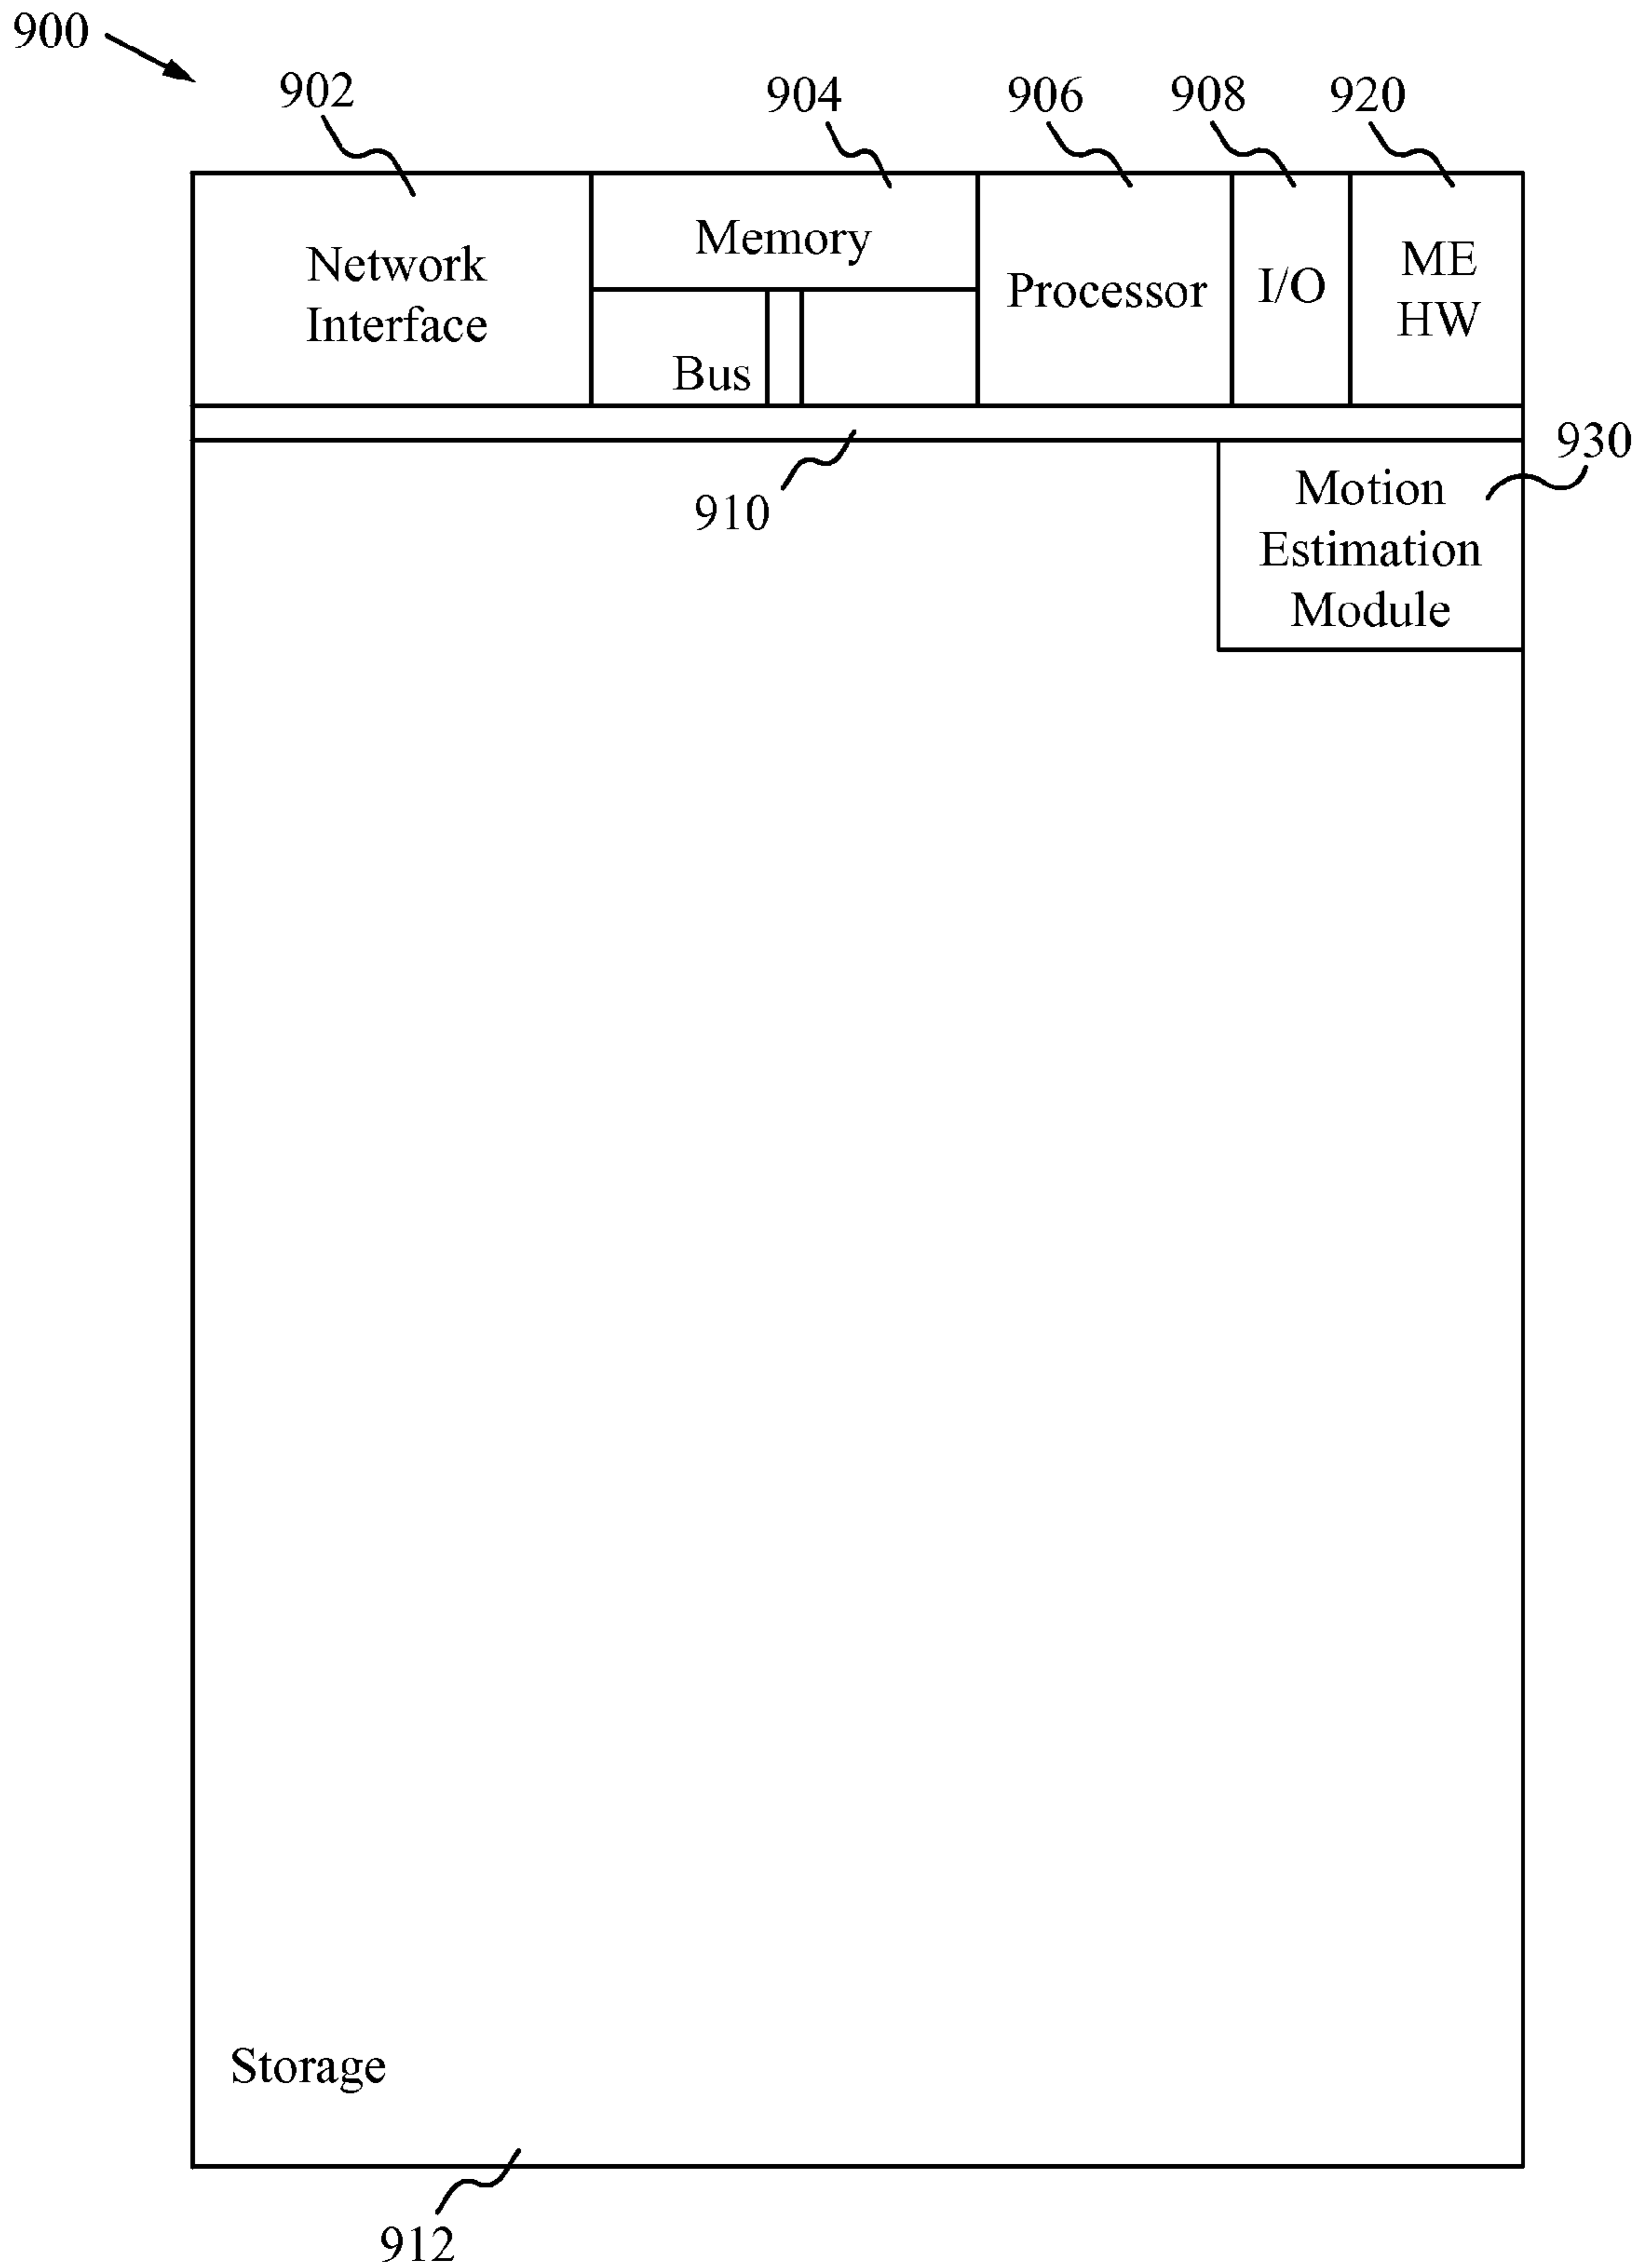 900
902
904
906
908
920
Network
Interface
Memory
Bus
Processor
I/O
ME
HW
930
910
Motion
Estimation
Module
Storage
912